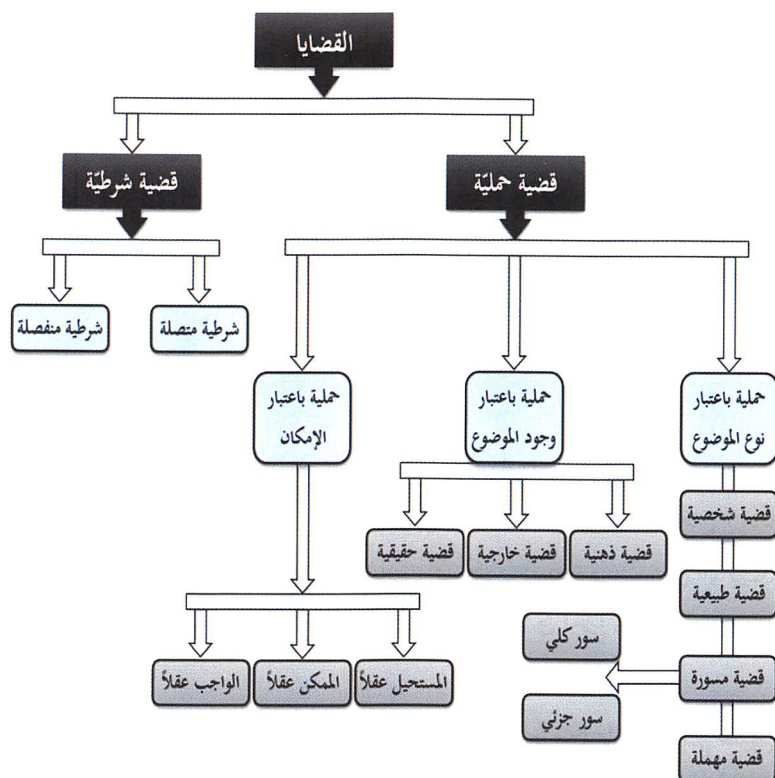 القضايا
قضية حمليّة
قضية شرطيّة
شرطية متصلة
شرطية منفصلة
حملية باعتبار
نوع الموضوع
حملية باعتبار
وجود الموضوع
حملية باعتبار
الإمكان
قضية شخصية
قضية طبيعية
قضية مسورة
سور كلي
سور جزئي
قضية مهملة
قضية ذهنية
قضية خارجية
قضية حقيقية
المستحيل عقلاً
الممكن عقلاً
الواجب عقلاً